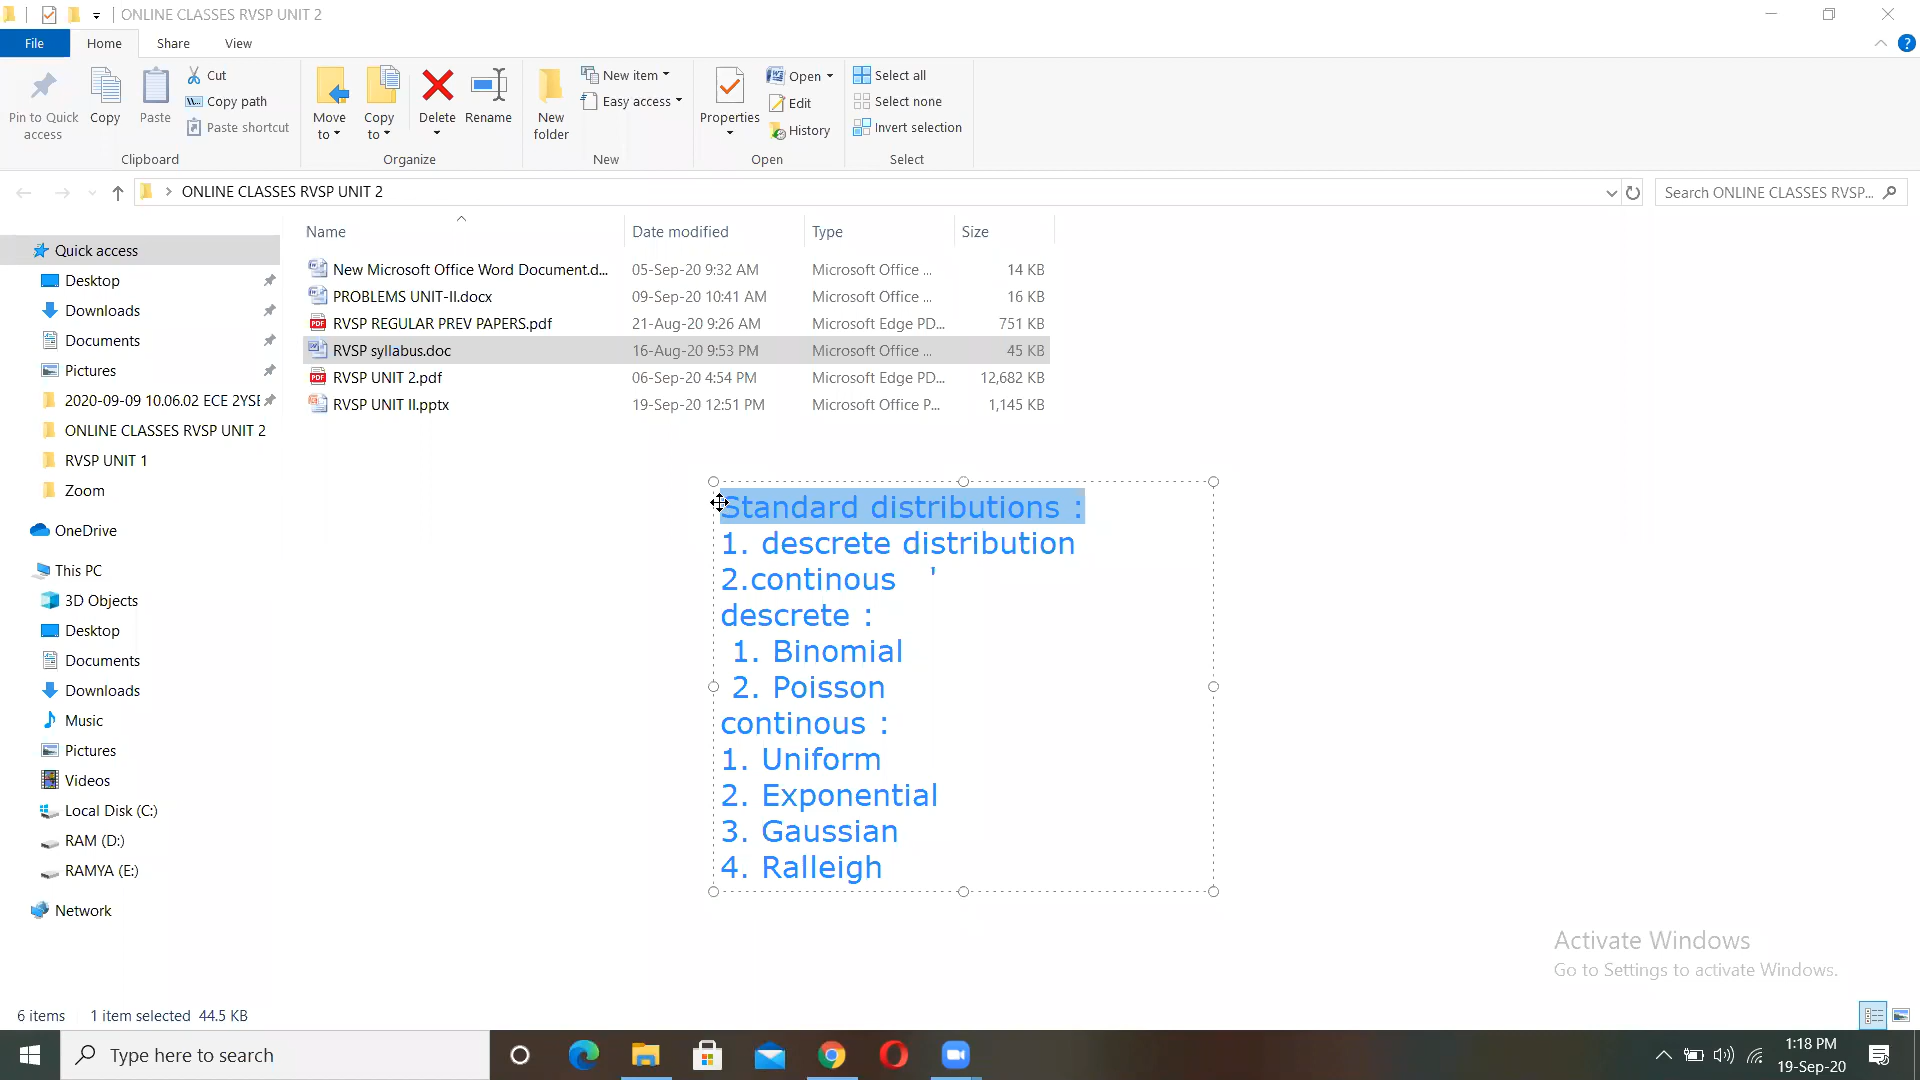 ONLINE CLASSES RVSP UNIT 2
File Home Share View
Pin to Quick access
Copy
Paste
Cut
Copy path
Paste shortcut
Clipboard
Move to
Copy to
Delete
Rename
Organize
New folder
New item
Easy access
New
Properties
Open
Edit
History
Open
Select all
Select none
Invert selection
Select
ONLINE CLASSES RVSP UNIT 2
Search ONLINE CLASSES RVSP...
Name Date modified Type Size
New Microsoft Office Word Document.d... 05-Sep-20 9:32 AM Microsoft Office ... 14 KB
PROBLEMS UNIT-II.docx 09-Sep-20 10:41 AM Microsoft Office ... 16 KB
RVSP REGULAR PREV PAPERS.pdf 21-Aug-20 9:26 AM Microsoft Edge PD... 751 KB
RVSP syllabus.doc 16-Aug-20 9:53 PM Microsoft Office ... 45 KB
RVSP UNIT 2.pdf 06-Sep-20 4:54 PM Microsoft Edge PD... 12,682 KB
RVSP UNIT II.pptx 19-Sep-20 12:51 PM Microsoft Office P... 1,145 KB
Quick access
Desktop
Downloads
Documents
Pictures
2020-09-09 10.06.02 ECE 2YSE
ONLINE CLASSES RVSP UNIT 2
RVSP UNIT 1
Zoom
OneDrive
This PC
3D Objects
Desktop
Documents
Downloads
Music
Pictures
Videos
Local Disk (C:)
RAM (D:)
RAMYA (E:)
Network
Standard distributions :
1. descrete distribution
2.continous '
descrete :
1. Binomial
2. Poisson
continous :
1. Uniform
2. Exponential
3. Gaussian
4. Ralleigh
Activate Windows
Go to Settings to activate Windows.
6 items 1 item selected 44.5 KB
Type here to search
1:18 PM
19-Sep-20